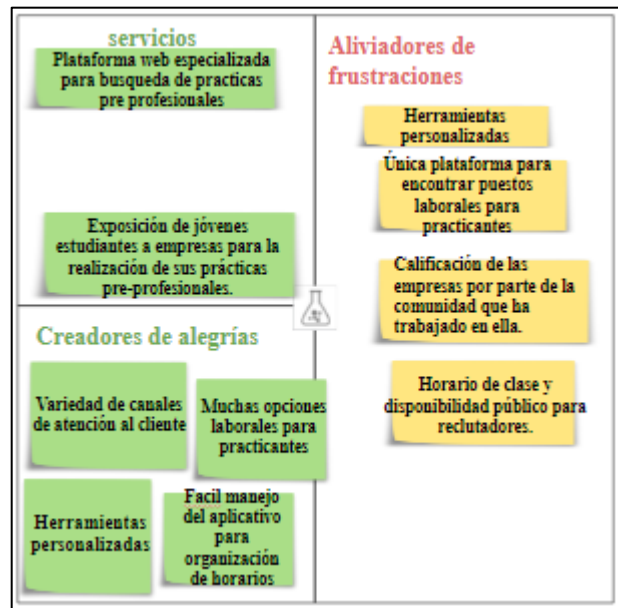 servicios
Plataforma web especializada
para busqueda de practicas
pre profesionales
Exposición de jóvenes
estudiantes a empresas para la
realización de sus prácticas
pre-profesionales.
Creadores de alegrías
Variedad de canales
de atención al cliente
Muchas opciones
laborales para
practicantes
Herramientas
personalizadas
Facil manejo
del aplicativo
para
organización
de horarios
Aliviadores de
frustraciones
Herramientas
personalizadas
Única plataforma para
encontrar puestos
laborales para
practicantes
Calificación de las
empresas por parte de la
comunidad que ha
trabajado en ella.
Horario de clase y
disponibilidad público para
reclutadores.